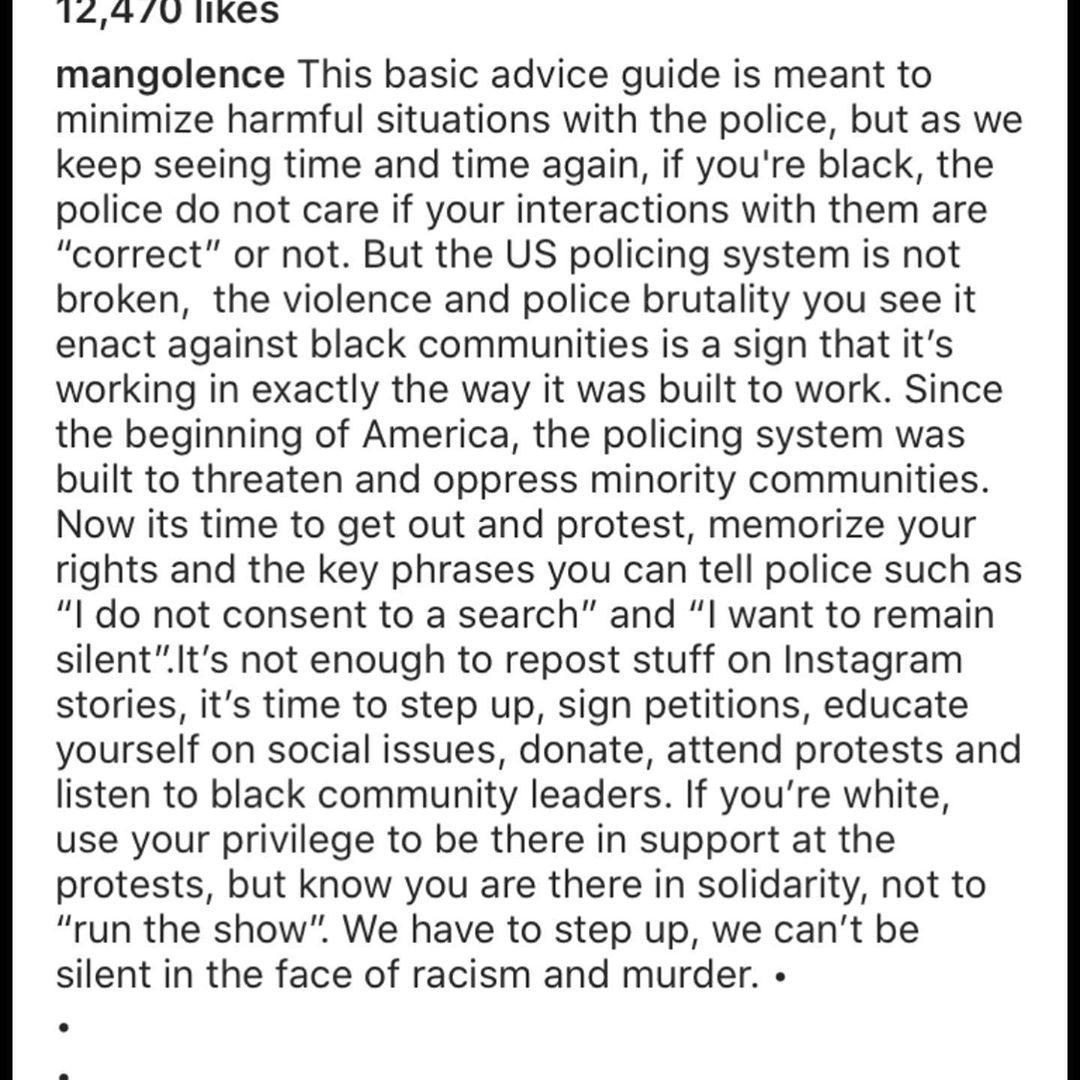 12,470 likes
mangolence This basic advice guide is meant to
minimize harmful situations with the police, but as we
keep seeing time and time again, if you're black, the
police do not care if your interactions with them are
“corre” or not. But the US policing system is not
broken,  the violence and police brutality you see it
enact against black communities is a sign that it’s
working in exactly the way it was built to work. Since
the beginning of America, the policing system was
built to threaten and oppress minority communities.
Now its time to get out and protest, memorize your
rights and the key phrases you can tell police such as
“I do not consent to a search” and “I want to remain
silent”.It’s not enough to repost stuff on Instagram
stories, it’s time to step up, sign petitions, educate
yourself on social issues, donate, attend protests and
listen to black community leaders. If you’re white,
use your privilege to be there in support at the
protests, but know you are there in solidarity, not to
“run the show”. We have to step up, we can’t be
silent in the face of racism and murder. •
•
•